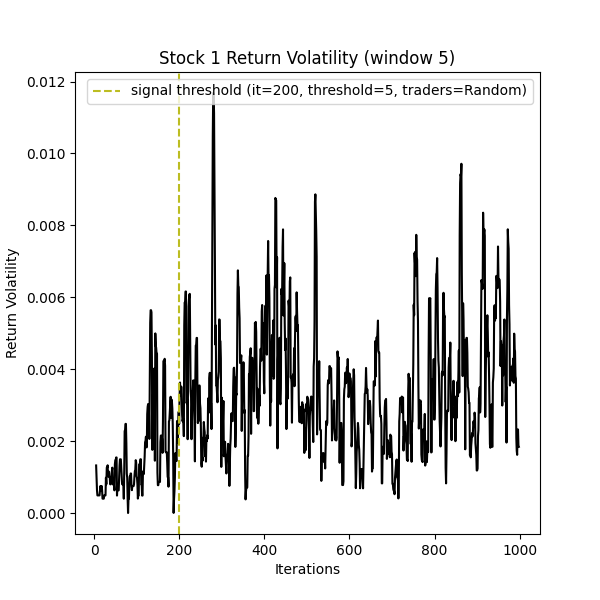 Stock 1 Return Volatility (window 5)
signal threshold (it=200, threshold=5, traders=Random)
Return Volatility
0.012
0.010
0.008
0.006
0.004
0.002
0.000
0 200 400 600 800 1000
Iterations